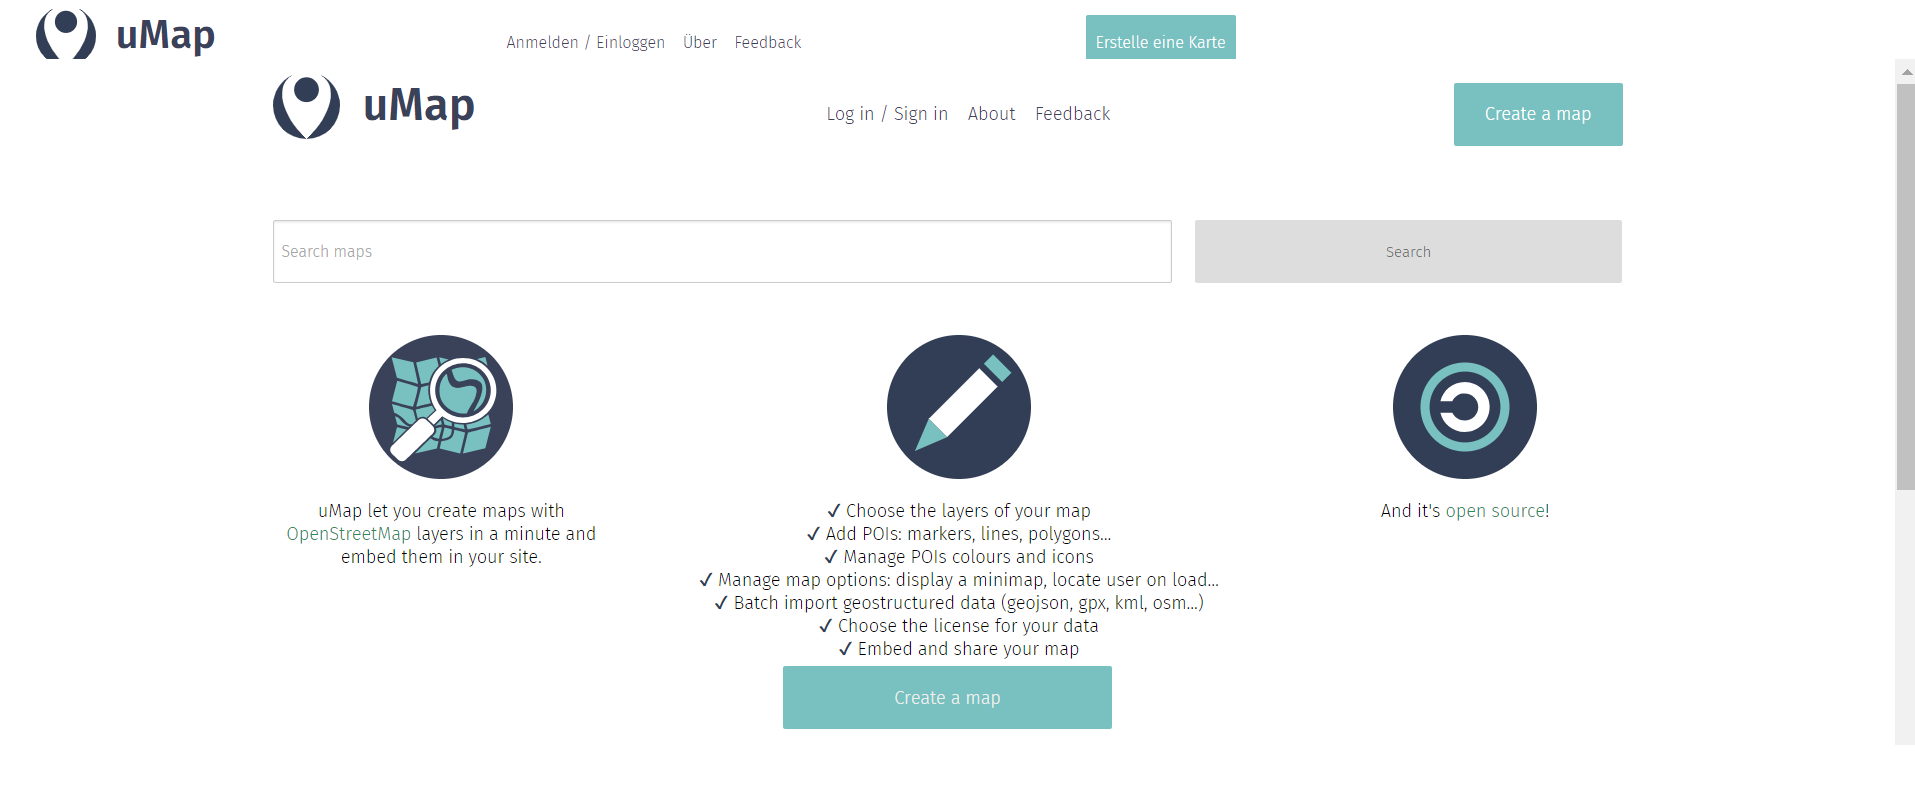 uMap
Anmelden / Einloggen Über Feedback
Erstelle eine Karte
uMap
Log in / Sign in About Feedback
Create a map
Search maps
Search
uMap let you create maps with
OpenStreetMap layers in a minute and
embed them in your site.
✓ Choose the layers of your map
✓ Add POIs: markers, lines, polygons...
✓ Manage POIs colours and icons
✓ Manage map options: display a minimap, locate user on load...
✓ Batch import geostructured data (geojson, gpx, kml, osm...)
✓ Choose the license for your data
✓ Embed and share your map
Create a map
And it's open source!